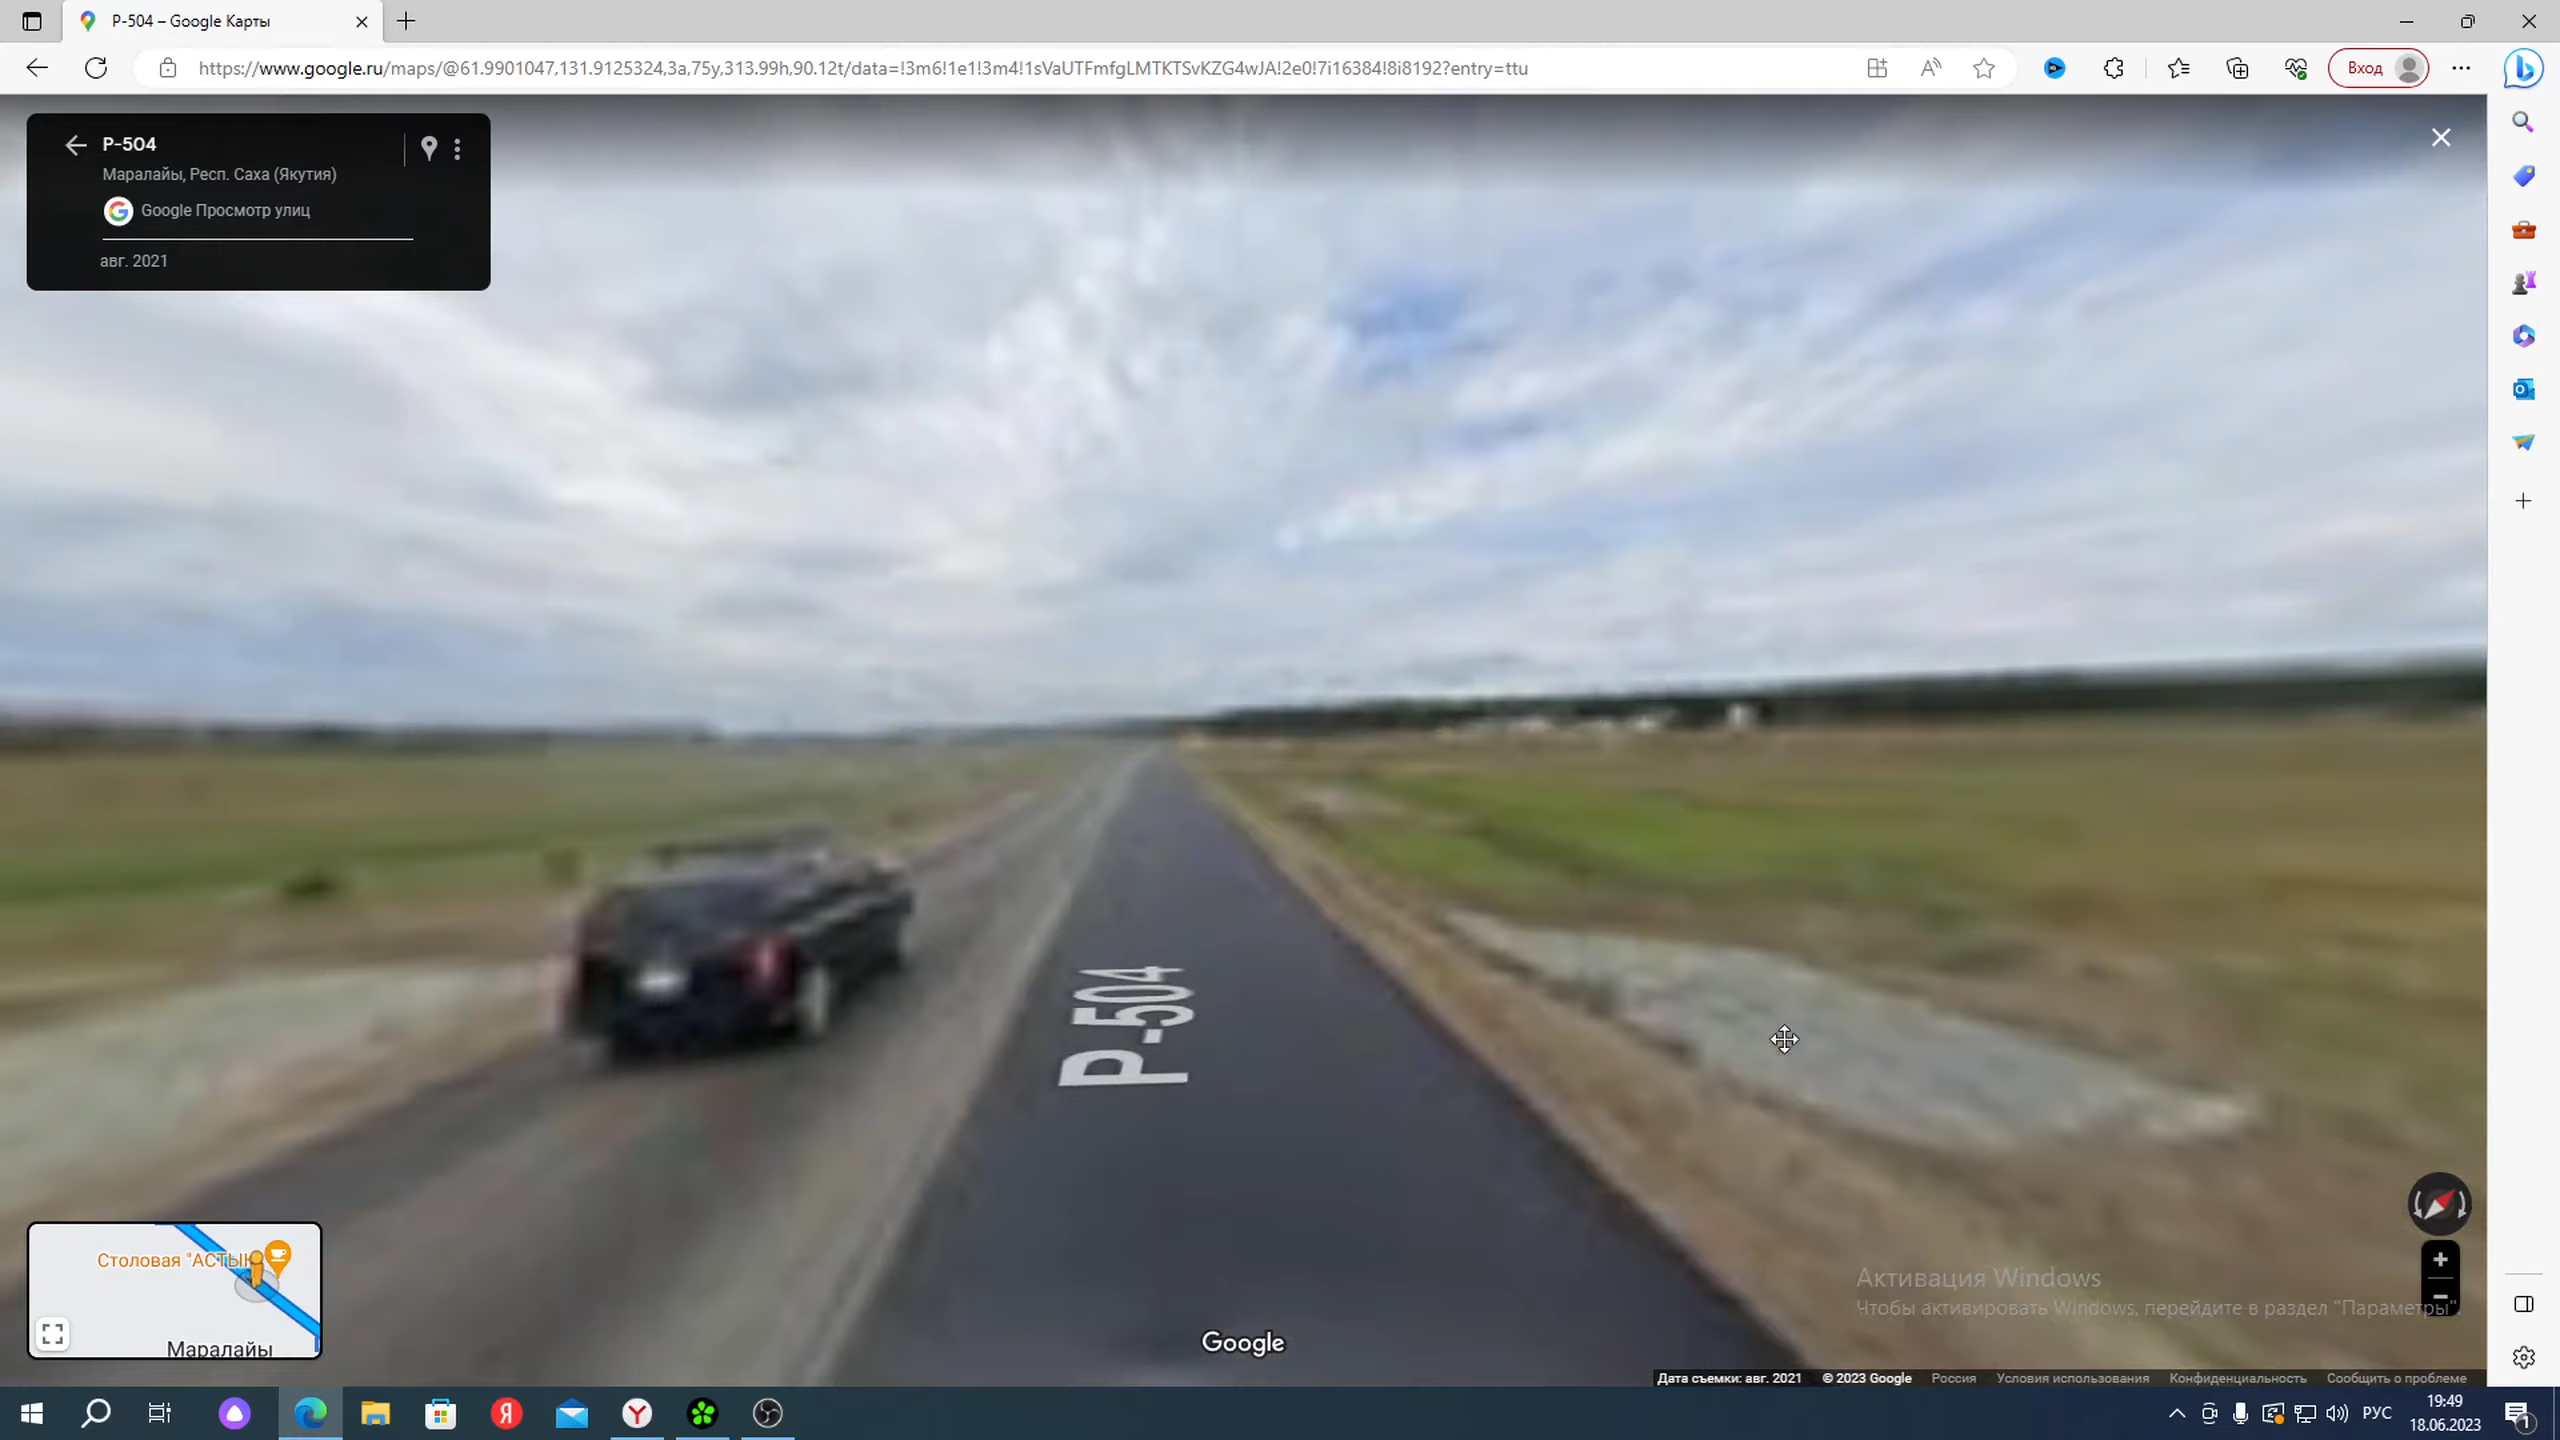 P-504 – Google Карты
https://www.google.ru/maps/@61.9901047,131.9125324,3a,75y,313.99h,90.12t/data=!3m6!1e1!3m4!1sVaUTFmfgLMTKTSvKZG4wJA!2e0!7i16384!8i8192?entry=ttu
Вход
Р-504
Маралайы, Респ. Саха (Якутия)
Google Просмотр улиц
авг. 2021
Р-504
Столовая "АСТЫК
Маралайы
Google
Активация Windows
Чтобы активировать Windows, перейдите в раздел "Параметры".
Дата съемки: авг. 2021 © 2023 Google Россия Условия использования Конфиденциальность Сообщить о проблеме
РУС
19:49
18.06.2023
1